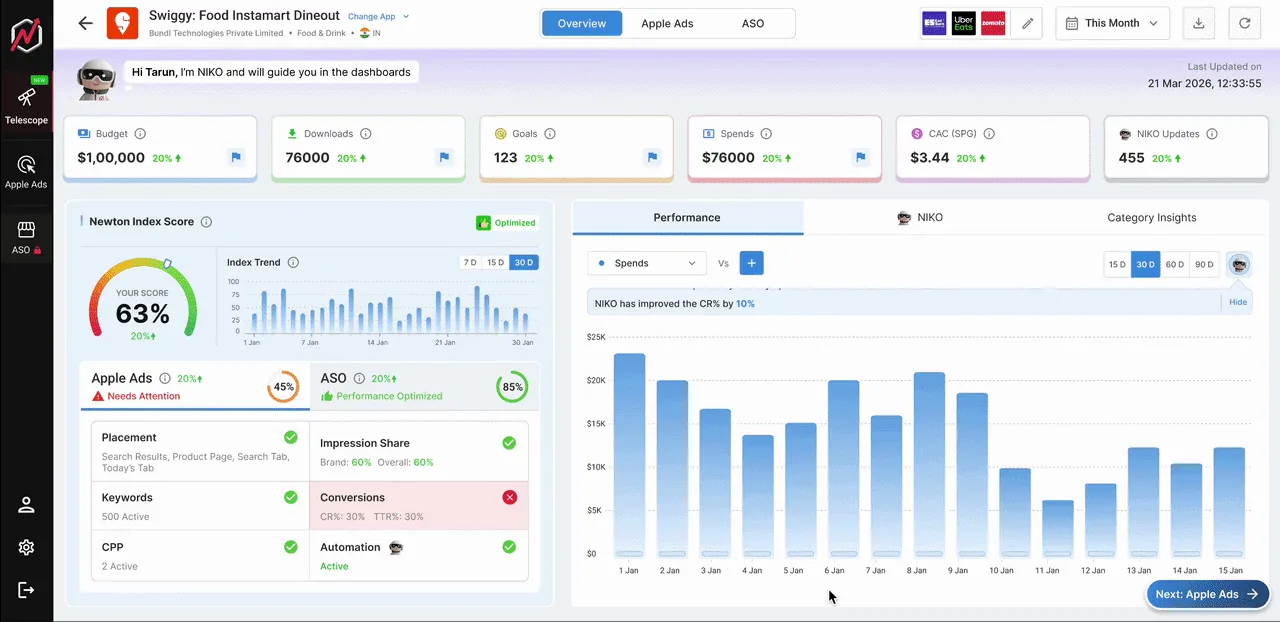 Swiggy: Food Instamart Dineout Change App
Bundl Technologies Private Limited • Food & Drink • IN
Overview Apple Ads ASO
Uber Eats zomato
This Month
NEW
Telescope
Apple Ads
ASO
Hi Tarun, I'm NIKO and will guide you in the dashboards
Last Updated on
21 Mar 2026, 12:33:55
Budget
$1,00,000 20%
Downloads
76000 20%
Goals
123 20%
Spends
$76000 20%
CAC (SPG)
$3.44 20%
NIKO Updates
455 20%
Newton Index Score
Optimized
YOUR SCORE
63%
20%
Index Trend
7 D 15 D 30 D
100
75
50
25
0
1 Jan 7 Jan 14 Jan 21 Jan 30 Jan
Apple Ads 20%
Needs Attention
45%
ASO 20%
Performance Optimized
85%
Placement
Search Results, Product Page, Search Tab,
Today's Tab
Impression Share
Brand: 60% Overall: 60%
Keywords
500 Active
Conversions
CR%: 30% TTR%: 30%
CPP
2 Active
Automation
Active
Performance NIKO Category Insights
Spends Vs +
15 D 30 D 60 D 90 D
NIKO has improved the CR% by 10%
Hide
$25K
$20K
$15K
$10K
$5K
$0
1 Jan 2 Jan 3 Jan 4 Jan 5 Jan 6 Jan 7 Jan 8 Jan 9 Jan 10 Jan 11 Jan 12 Jan 13 Jan 14 Jan 15 Jan
Next: Apple Ads